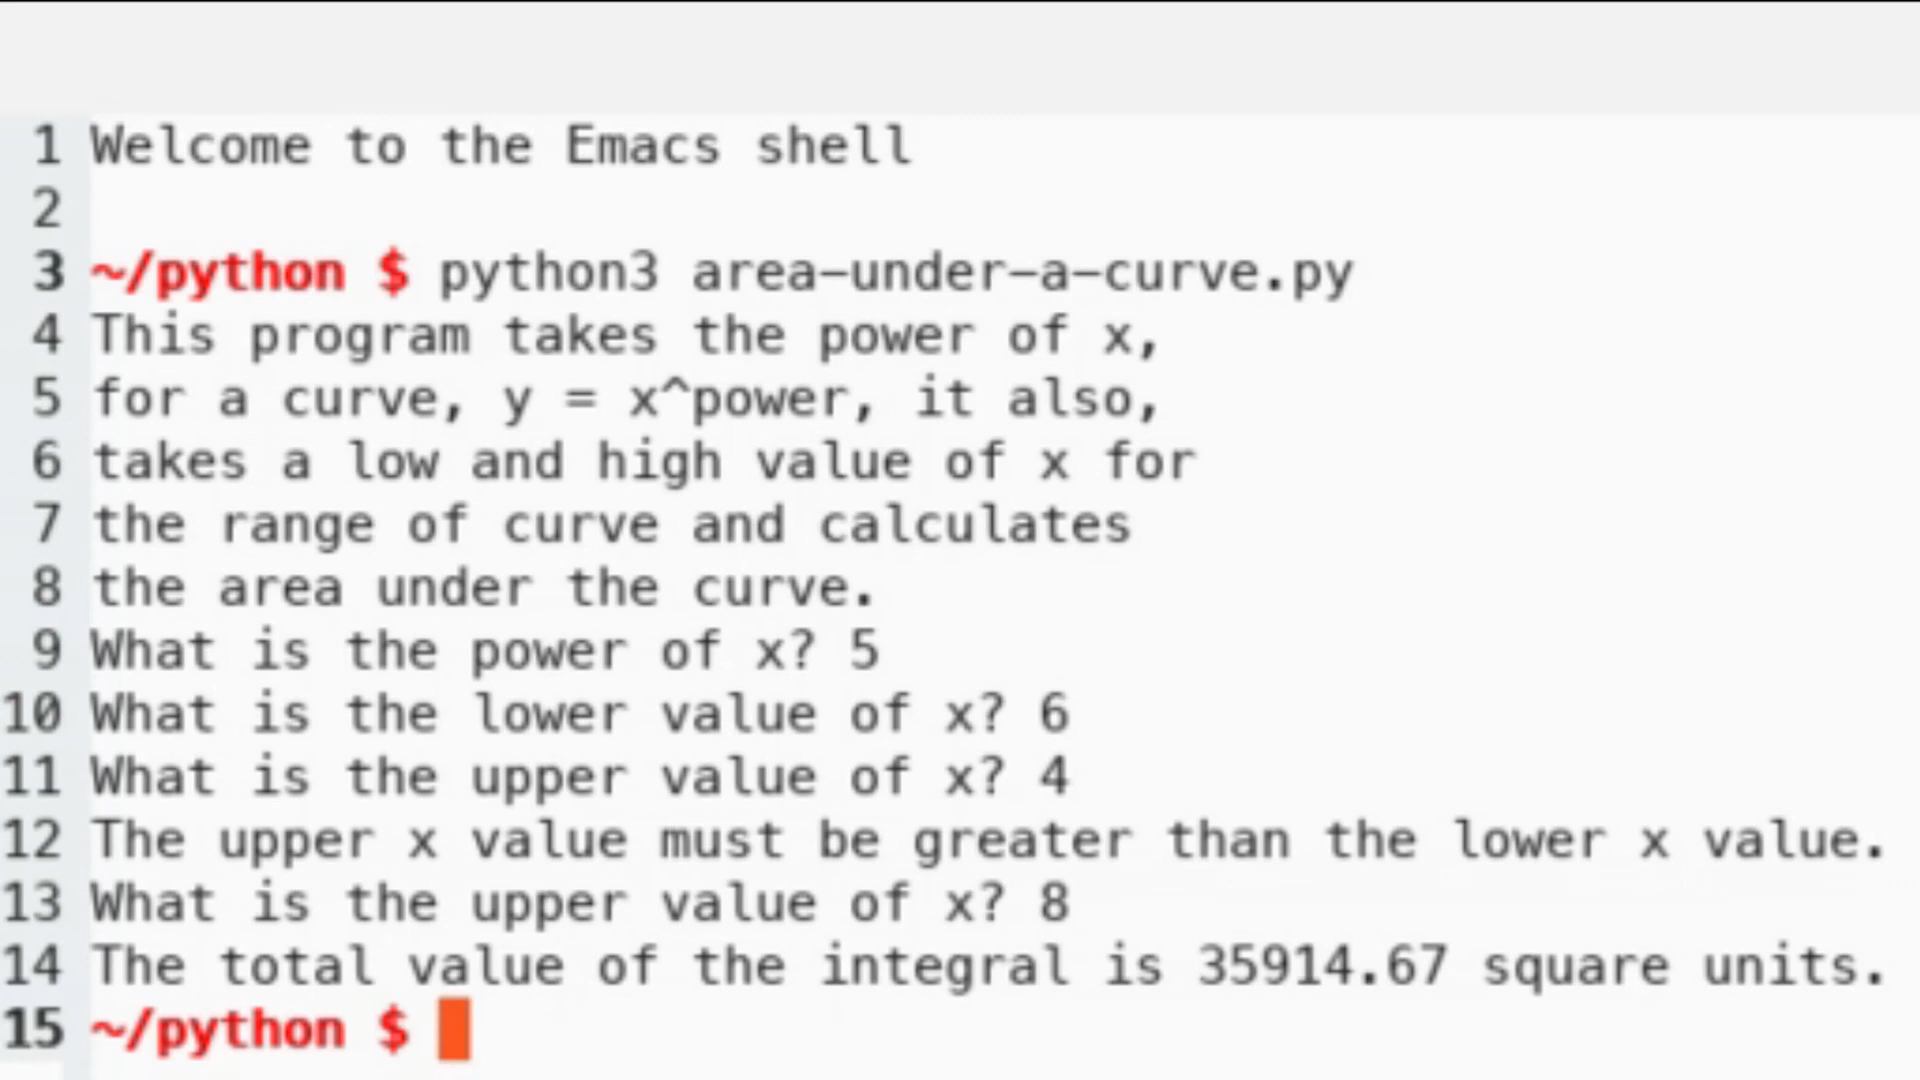 1 Welcome to the Emacs shell
2
3 ~/python $ python3 area-under-a-curve.py
4 This program takes the power of x,
5 for a curve, y = x^power, it also,
6 takes a low and high value of x for
7 the range of curve and calculates
8 the area under the curve.
9 What is the power of x? 5
10 What is the lower value of x? 6
11 What is the upper value of x? 4
12 The upper x value must be greater than the lower x value.
13 What is the upper value of x? 8
14 The total value of the integral is 35914.67 square units.
15 ~/python $